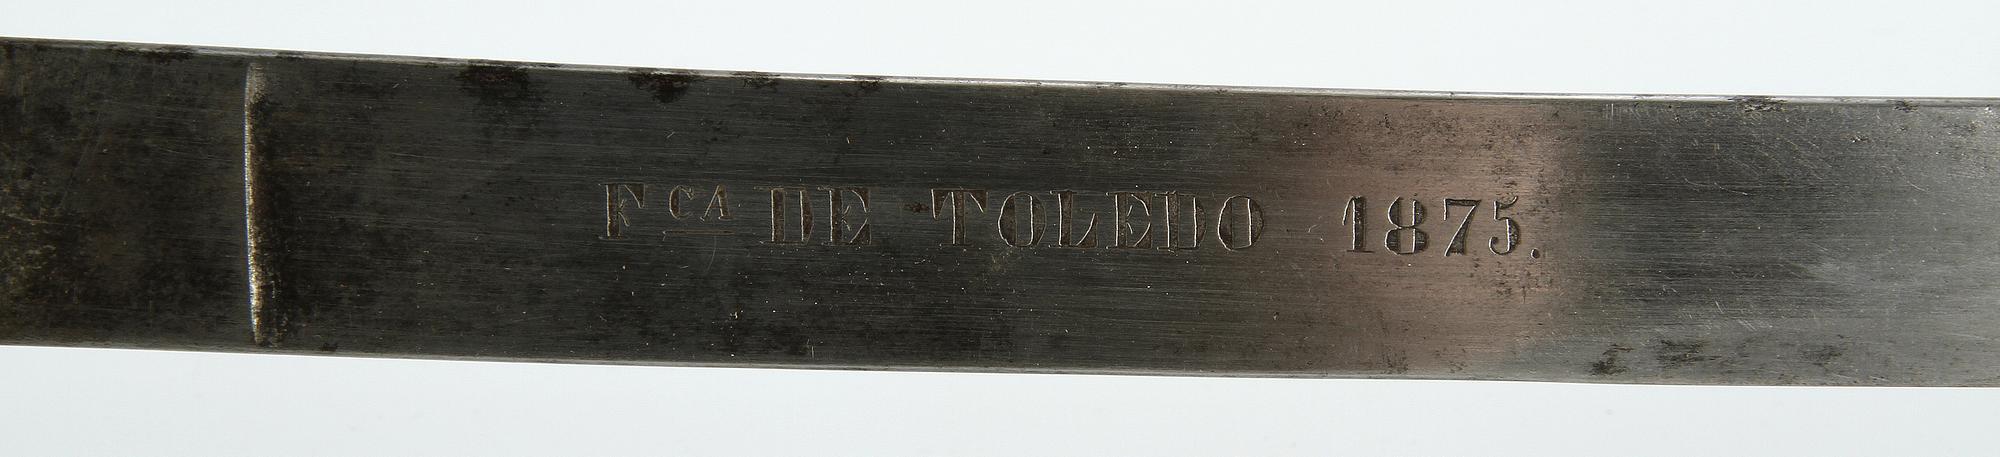 Fᶜᴬ DE TOLEDO 1875.